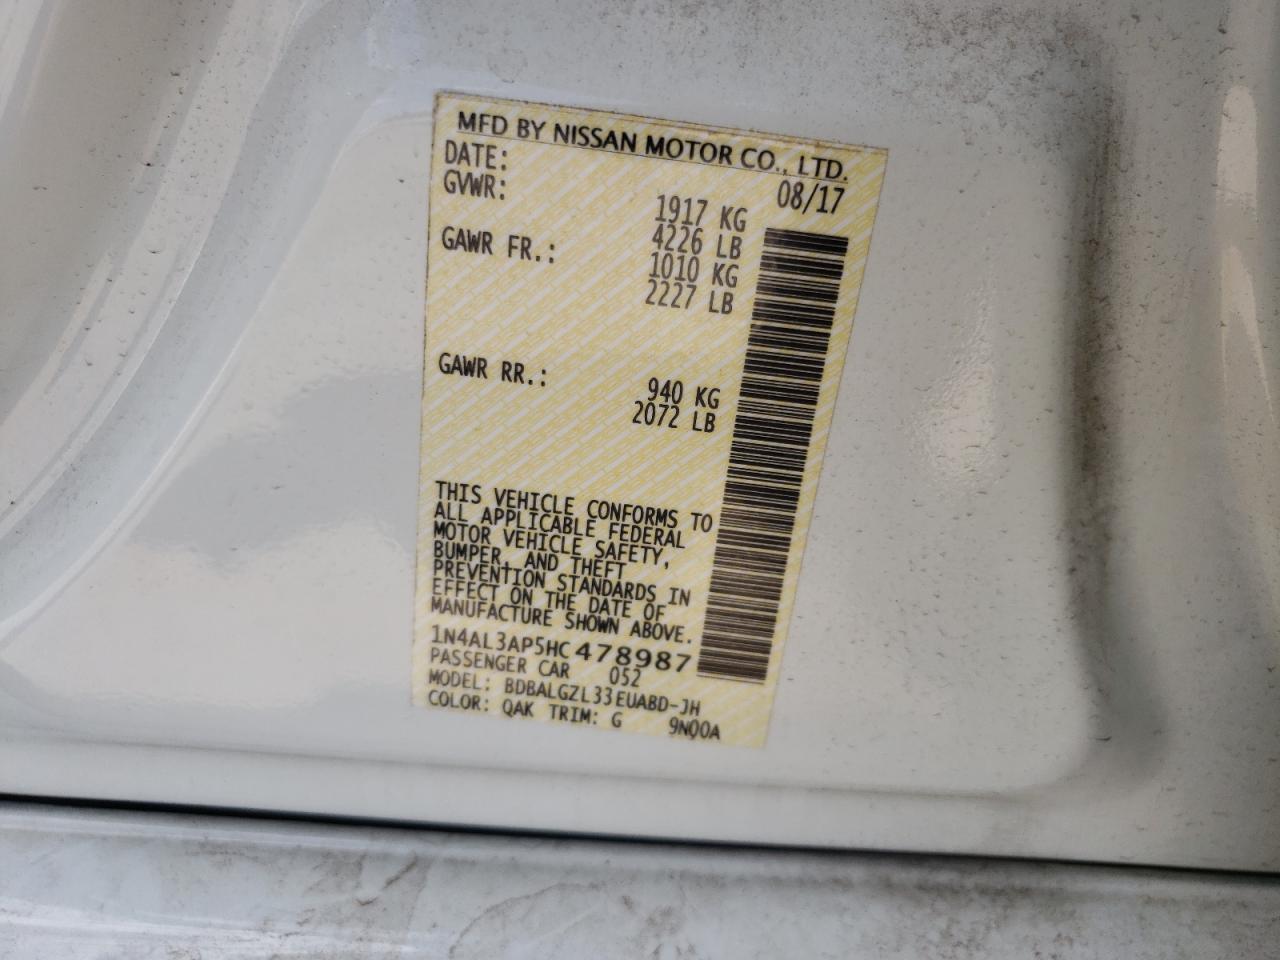 MFD BY NISSAN MOTOR CO., LTD.
DATE: 08/17
GVWR: 1917 KG
4226 LB
GAWR FR.: 1010 KG
2227 LB
GAWR RR.: 940 KG
2072 LB
THIS VEHICLE CONFORMS TO
ALL APPLICABLE FEDERAL
MOTOR VEHICLE SAFETY,
BUMPER, AND THEFT
PREVENTION STANDARDS IN
EFFECT ON THE DATE OF
MANUFACTURE SHOWN ABOVE.
1N4AL3AP5HC478987
PASSENGER CAR 052
MODEL: BDBALGZL33EUABD-JH
COLOR: QAK TRIM: G 9NQ0A